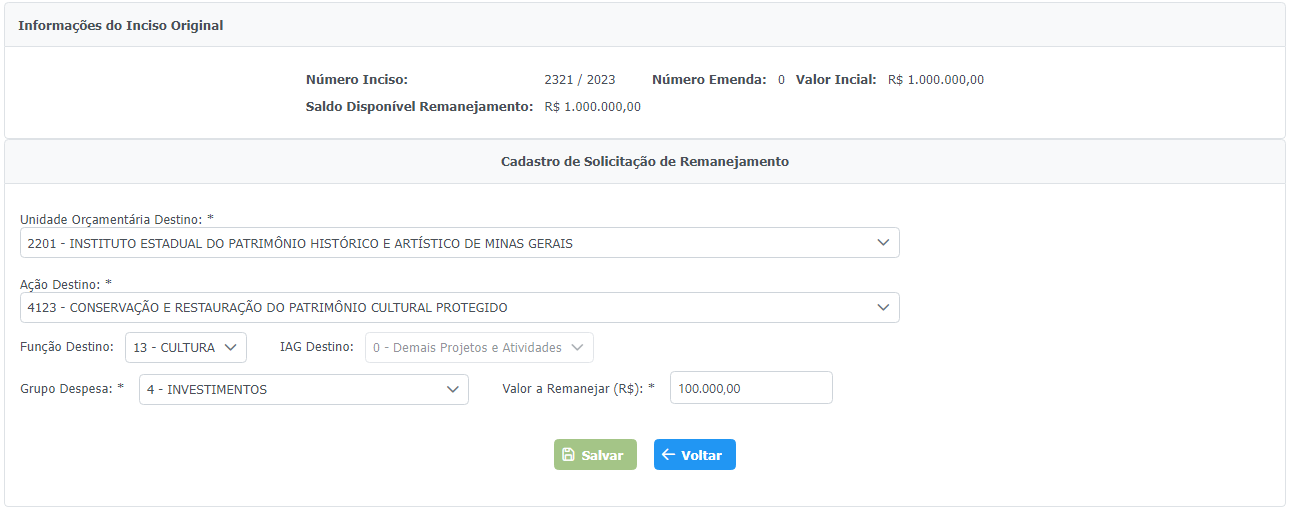 Informações do Inciso Original
Número Inciso: 2321 / 2023 Número Emenda: 0 Valor Incial: R$ 1.000.000,00
Saldo Disponível Remanejamento: R$ 1.000.000,00
Cadastro de Solicitação de Remanejamento
Unidade Orçamentária Destino: *
2201 - INSTITUTO ESTADUAL DO PATRIMÔNIO HISTÓRICO E ARTÍSTICO DE MINAS GERAIS
Ação Destino: *
4123 - CONSERVAÇÃO E RESTAURAÇÃO DO PATRIMÔNIO CULTURAL PROTEGIDO
Função Destino: 13 - CULTURA IAG Destino: 0 - Demais Projetos e Atividades
Grupo Despesa: * 4 - INVESTIMENTOS Valor a Remanejar (R$): * 100.000,00
Salvar Voltar